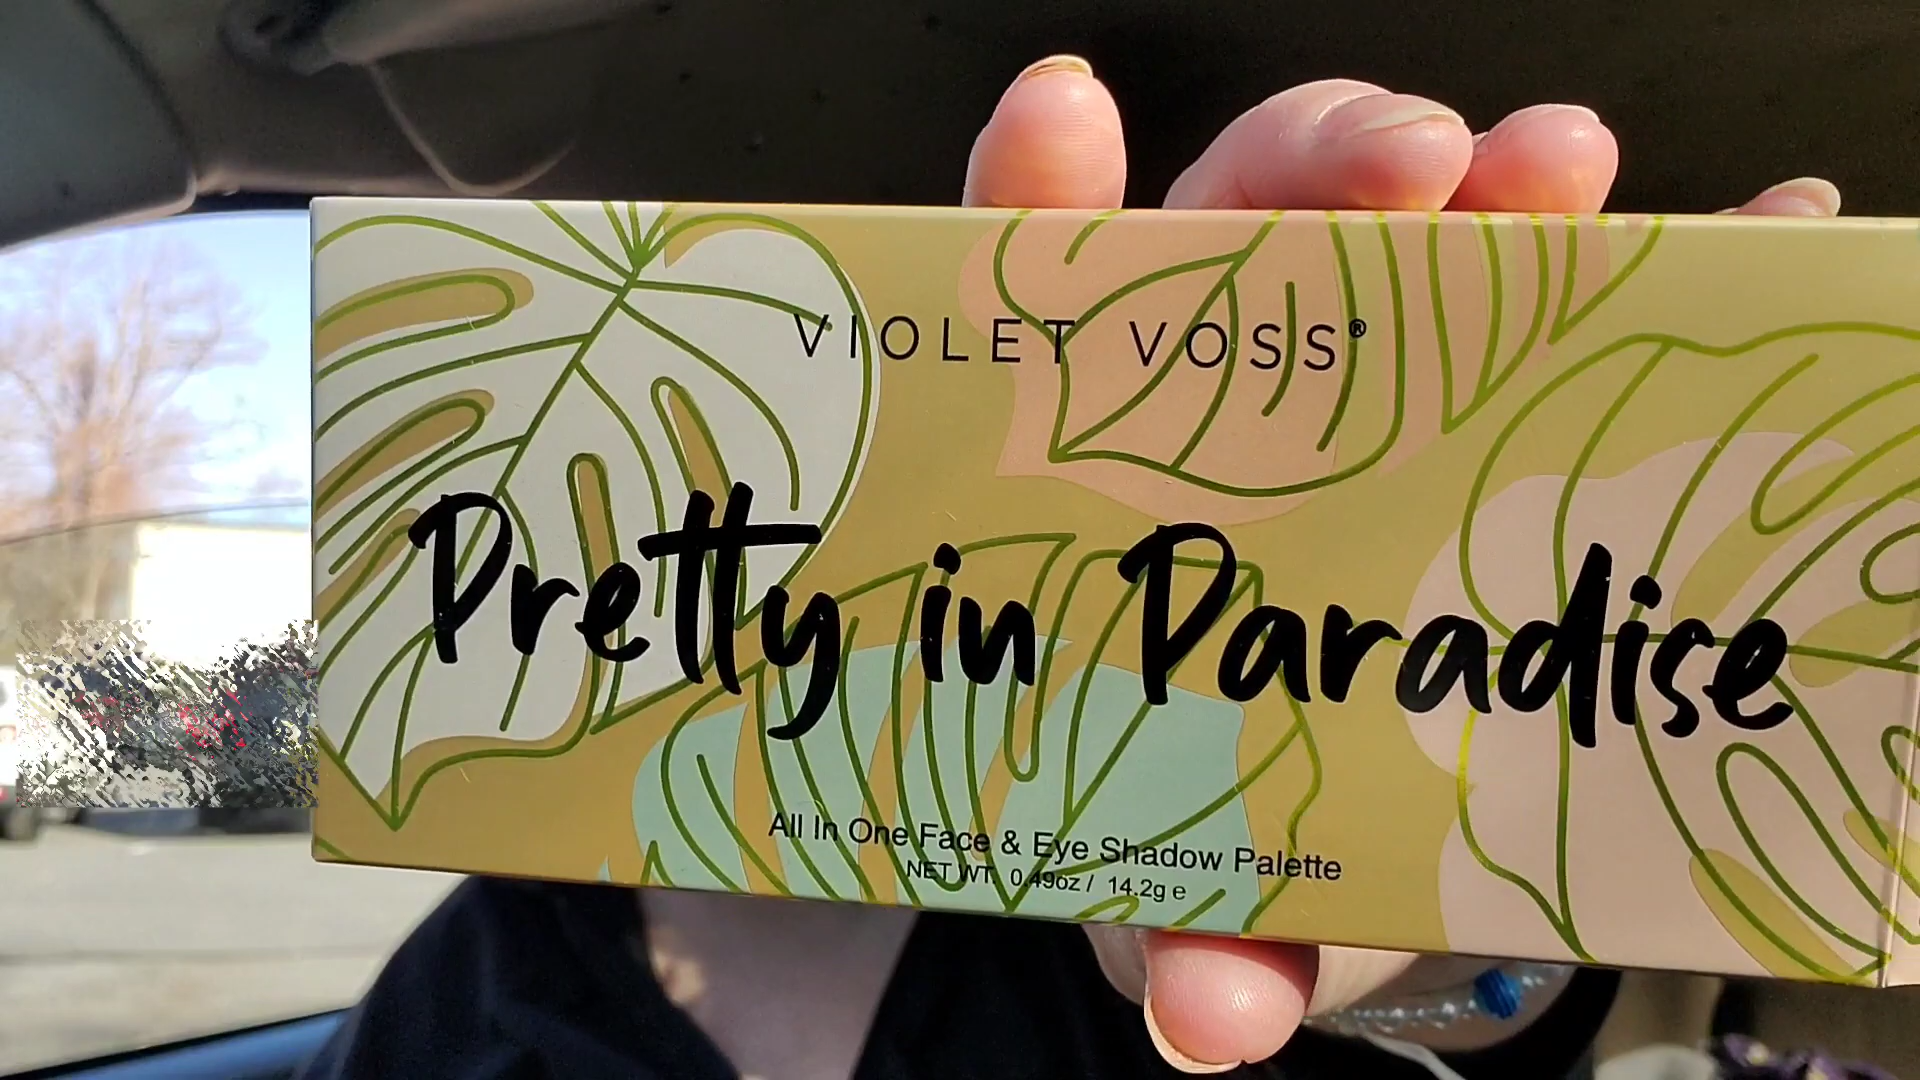 VIOLET VOSS®
Pretty in Paradise
All In One Face & Eye Shadow Palette
NET WT. 0.49oz / 14.2g e